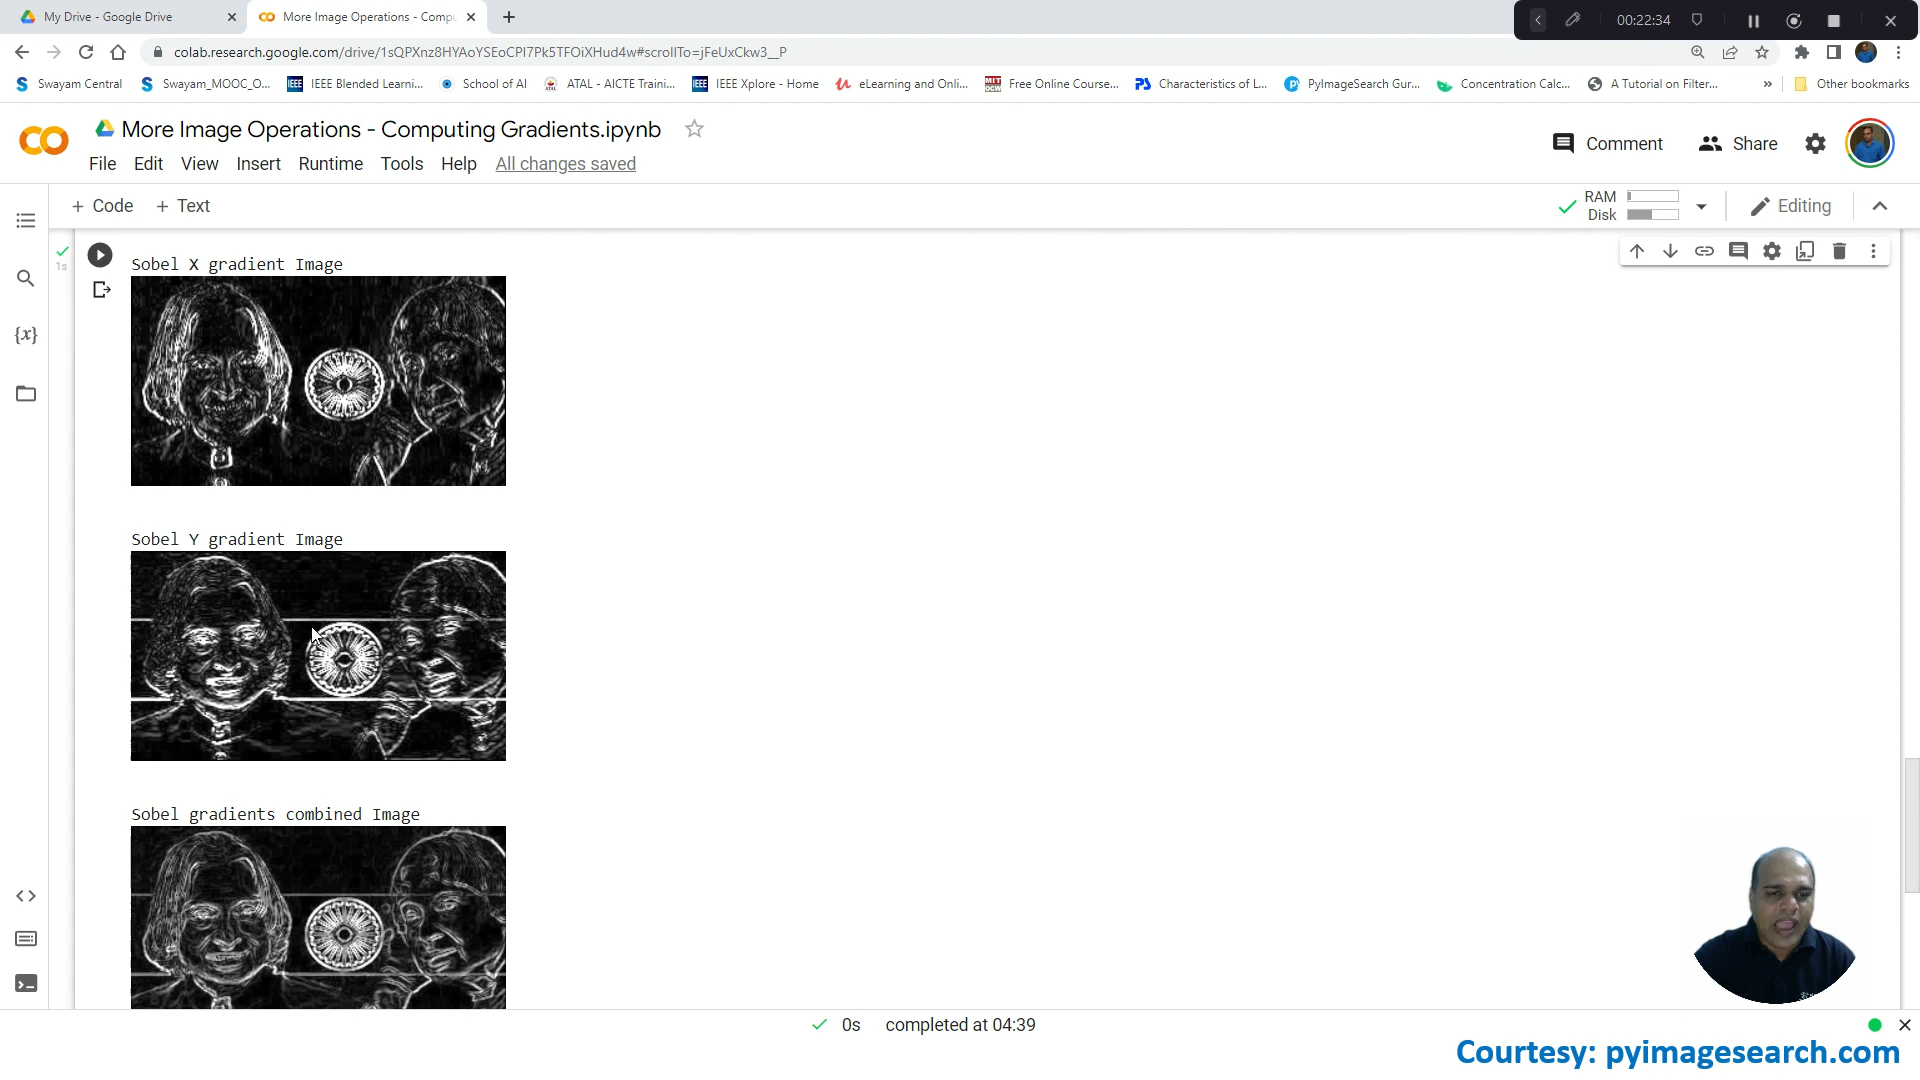 My Drive - Google Drive
More Image Operations - Compu
00:22:34
colab.research.google.com/drive/1sQPXnz8HYAoYSEoCPI7Pk5TFOiXHud4w#scrollTo=jFeUxCkw3__P
Swayam Central
Swayam_MOOC_O...
IEEE Blended Learni...
School of AI
ATAL - AICTE Traini...
IEEE Xplore - Home
eLearning and Onli...
Free Online Course...
Characteristics of L...
PyImageSearch Gur...
Concentration Calc...
A Tutorial on Filter...
»
Other bookmarks
More Image Operations - Computing Gradients.ipynb
Comment
Share
File Edit View Insert Runtime Tools Help All changes saved
+ Code + Text
RAM
Disk
Editing
1s
Sobel X gradient Image
{x}
Sobel Y gradient Image
Sobel gradients combined Image
0s completed at 04:39
Courtesy: pyimagesearch.com